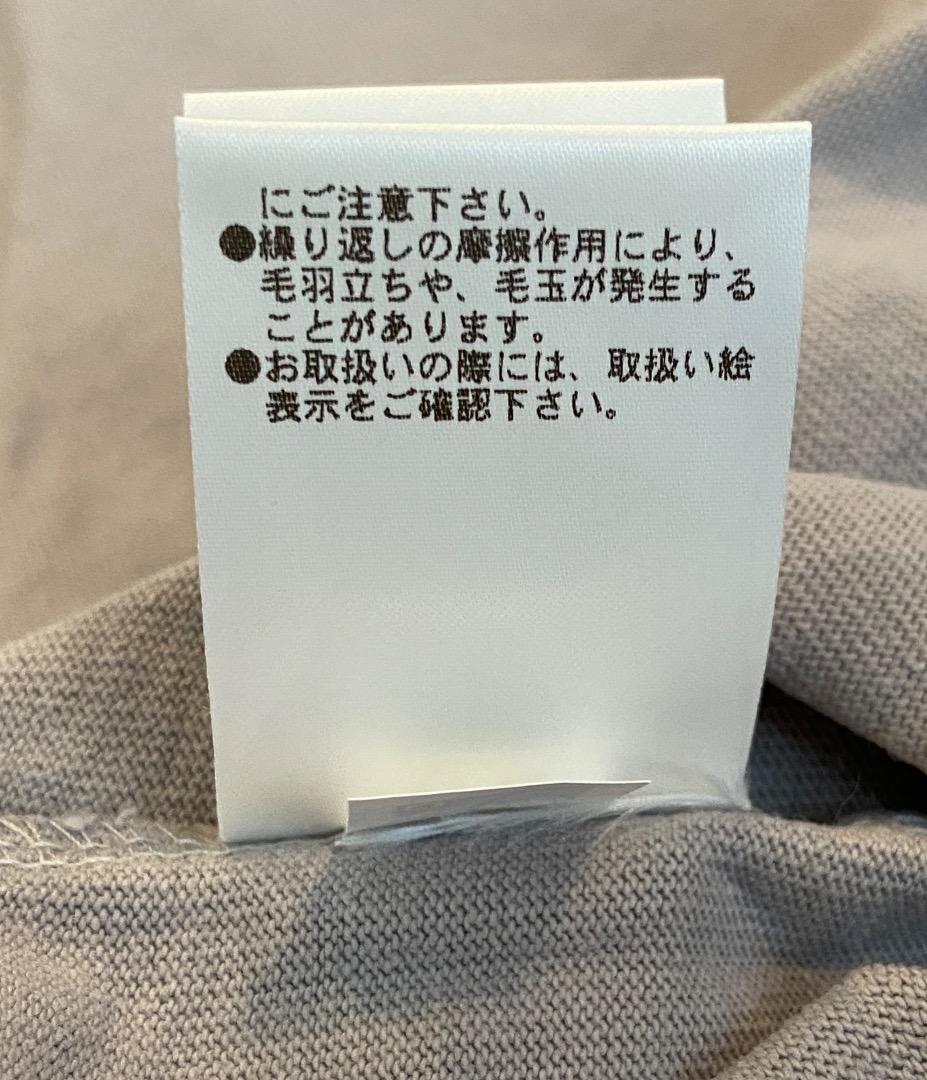 にご注意下さい。
●繰り返しの摩擦作用により、
毛羽立ちや、毛玉が発生する
ことがあります。
●お取扱いの際には、取扱い絵
表示をご確認下さい。